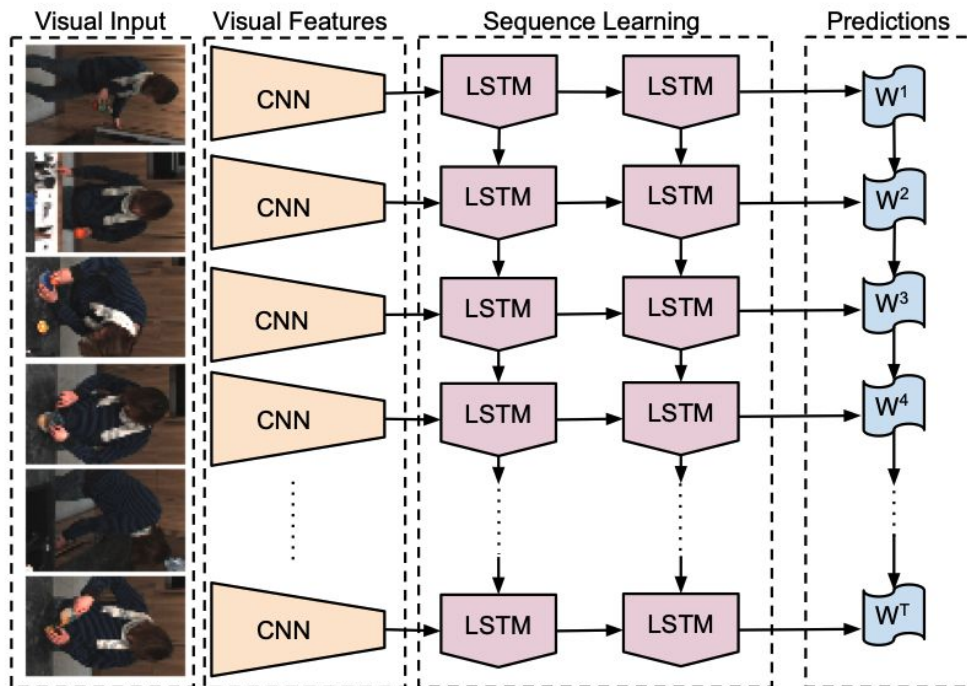 Visual Input Visual Features Sequence Learning Predictions
CNN LSTM LSTM W¹
CNN LSTM LSTM W²
CNN LSTM LSTM W³
CNN LSTM LSTM W⁴
CNN LSTM LSTM Wᵀ